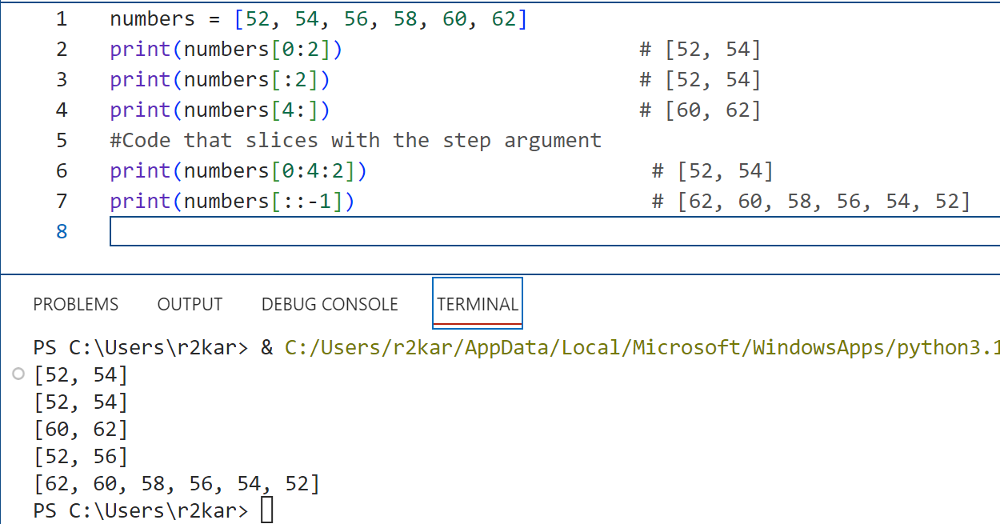 1 numbers = [52, 54, 56, 58, 60, 62]
2 print(numbers[0:2]) # [52, 54]
3 print(numbers[:2]) # [52, 54]
4 print(numbers[4:]) # [60, 62]
5 #Code that slices with the step argument
6 print(numbers[0:4:2]) # [52, 54]
7 print(numbers[::-1]) # [62, 60, 58, 56, 54, 52]
8
PROBLEMS OUTPUT DEBUG CONSOLE TERMINAL
PS C:\Users\r2kar> & C:/Users/r2kar/AppData/Local/Microsoft/WindowsApps/python3.1
[52, 54]
[52, 54]
[60, 62]
[52, 56]
[62, 60, 58, 56, 54, 52]
PS C:\Users\r2kar>